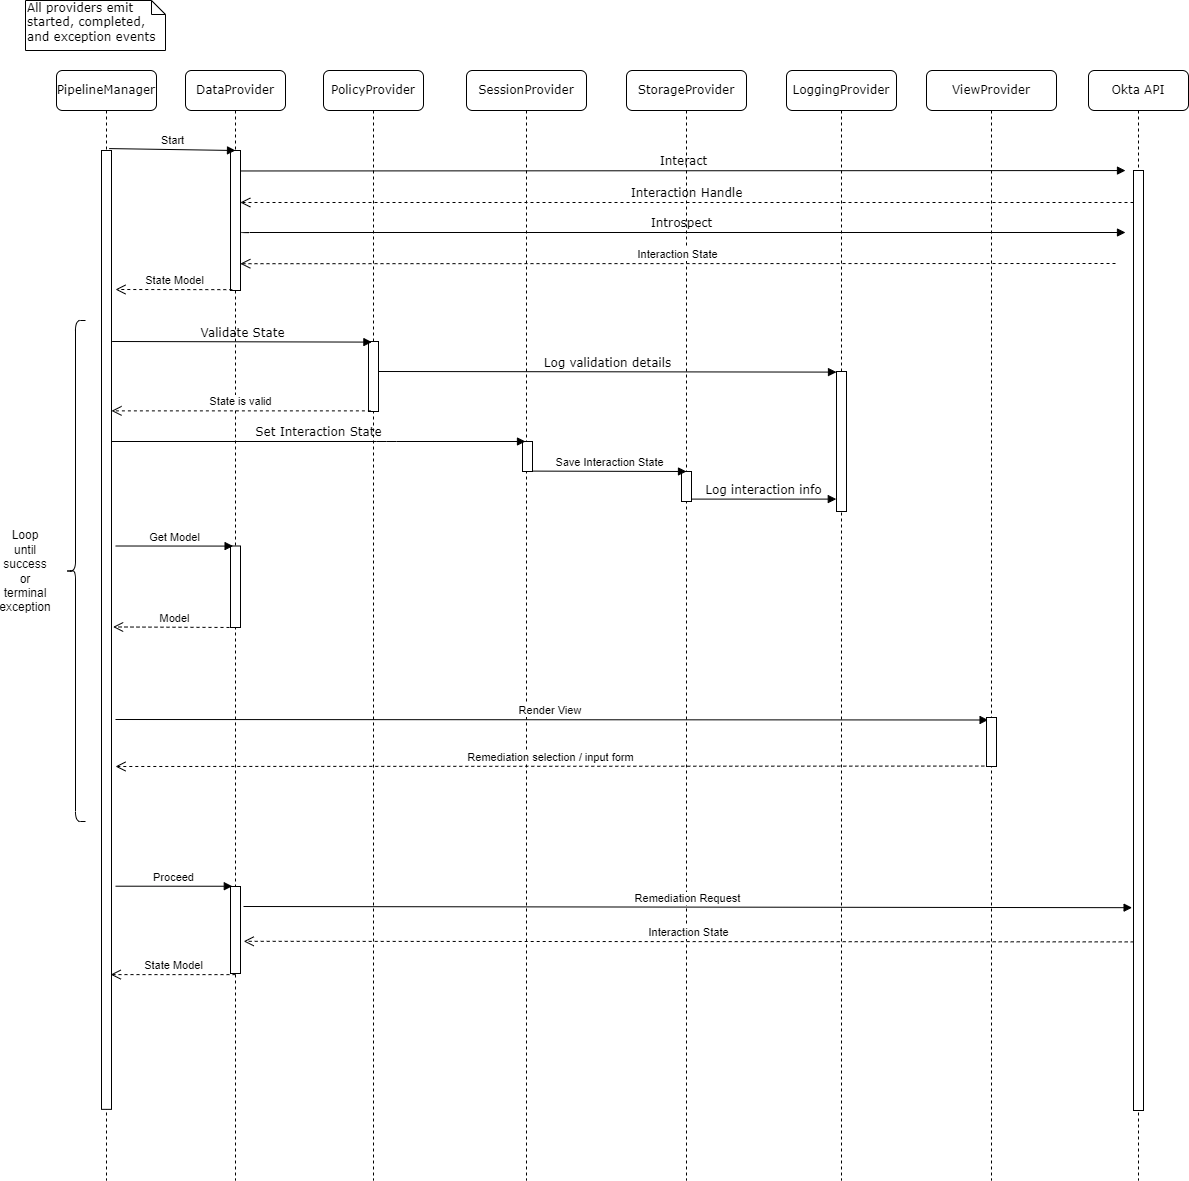 All providers emit
started, completed,
and exception events
PipelineManager
DataProvider
PolicyProvider
SessionProvider
StorageProvider
LoggingProvider
ViewProvider
Okta API
Start
Interact
Interaction Handle
Introspect
Interaction State
State Model
Validate State
Log validation details
State is valid
Set Interaction State
Save Interaction State
Log interaction info
Get Model
Loop
until
success
or
terminal
exception
Model
Render View
Remediation selection / input form
Proceed
Remediation Request
Interaction State
State Model